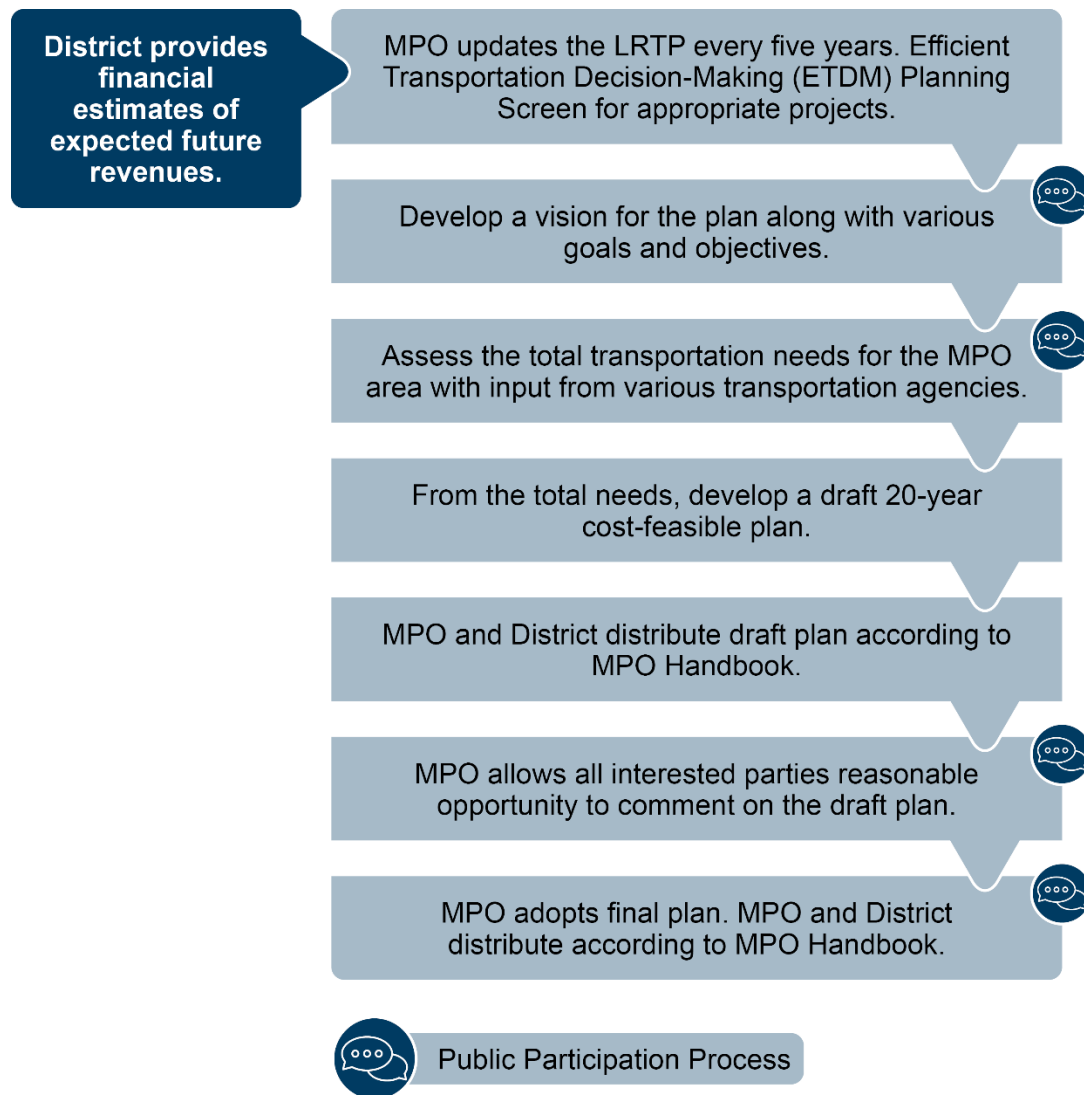 District provides
financial
estimates of
expected future
revenues.
MPO updates the LRTP every five years. Efficient
Transportation Decision-Making (ETDM) Planning
Screen for appropriate projects.
Develop a vision for the plan along with various
goals and objectives.
Assess the total transportation needs for the MPO
area with input from various transportation agencies.
From the total needs, develop a draft 20-year
cost-feasible plan.
MPO and District distribute draft plan according to
MPO Handbook.
MPO allows all interested parties reasonable
opportunity to comment on the draft plan.
MPO adopts final plan. MPO and District
distribute according to MPO Handbook.
Public Participation Process